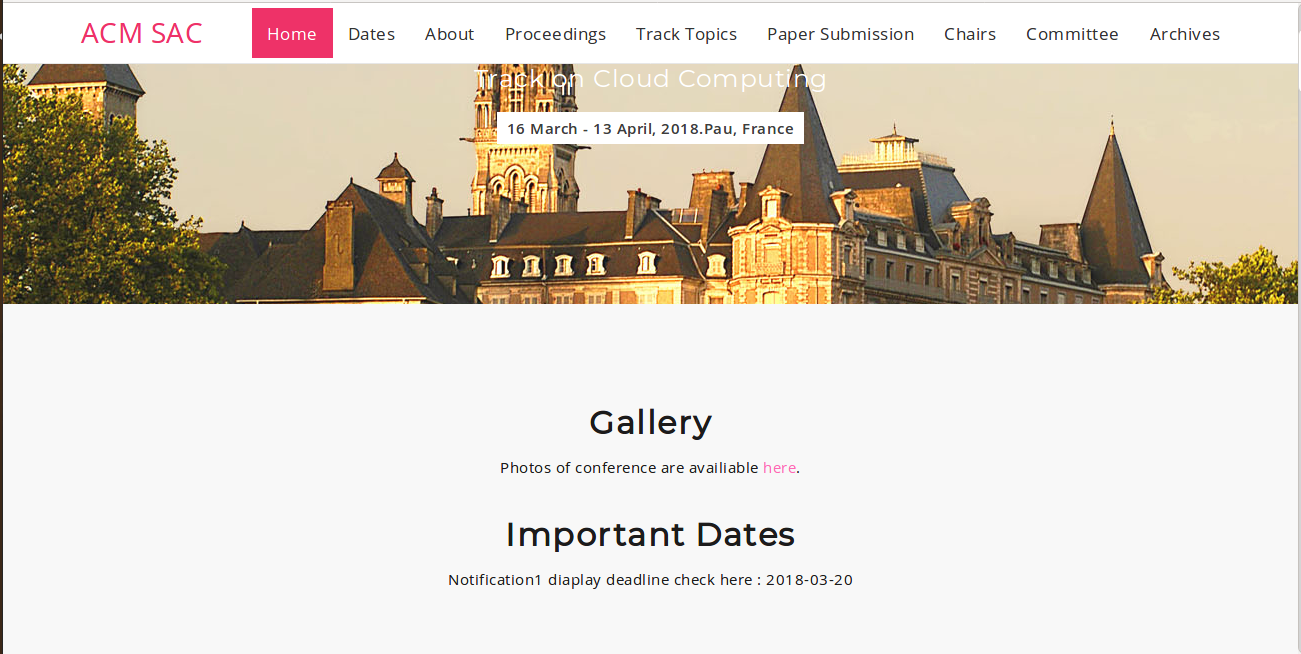 ACM SAC Home Dates About Proceedings Track Topics Paper Submission Chairs Committee Archives
Track on Cloud Computing
16 March - 13 April, 2018.Pau, France
Gallery
Photos of conference are availiable here.
Important Dates
Notification1 diaplay deadline check here : 2018-03-20